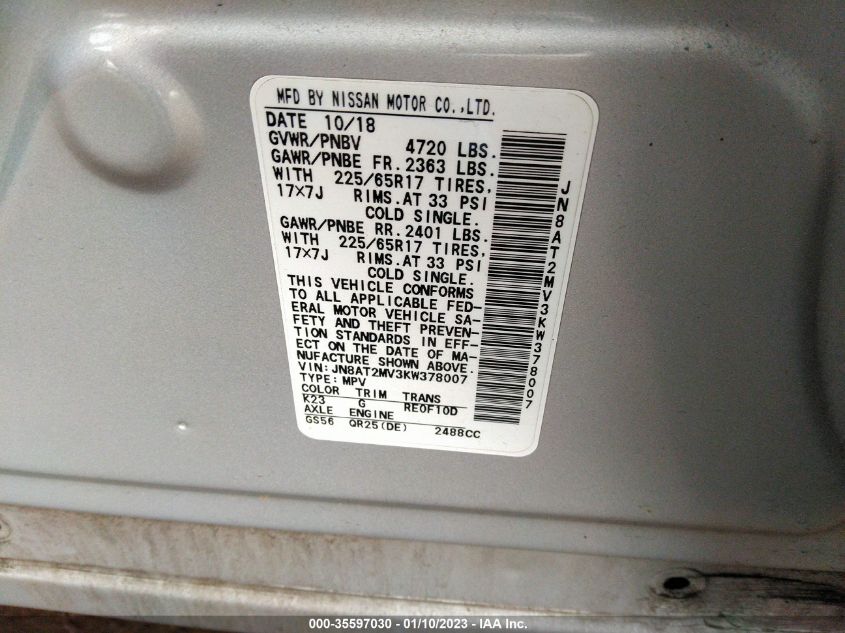 MFD BY NISSAN MOTOR CO.,LTD.
DATE 10/18
GVWR/PNBV 4720 LBS.
GAWR/PNBE FR. 2363 LBS.
WITH 225/65R17 TIRES,
17×7J RIMS.AT 33 PSI
COLD SINGLE.
GAWR/PNBE RR. 2401 LBS.
WITH 225/65R17 TIRES,
17×7J RIMS.AT 33 PSI
COLD SINGLE.
THIS VEHICLE CONFORMS
TO ALL APPLICABLE FED-
ERAL MOTOR VEHICLE SA-
FETY AND THEFT PREVEN-
TION STANDARDS IN EFF-
ECT ON THE DATE OF MA-
NUFACTURE SHOWN ABOVE.
VIN: JN8AT2MV3KW378007
TYPE: MPV
COLOR TRIM TRANS
K23 G RE0F10D
AXLE ENGINE
GS56 QR25(DE) 2488CC
JN8AT2MV3KW378007
000-35597030 - 01/10/2023 - IAA Inc.